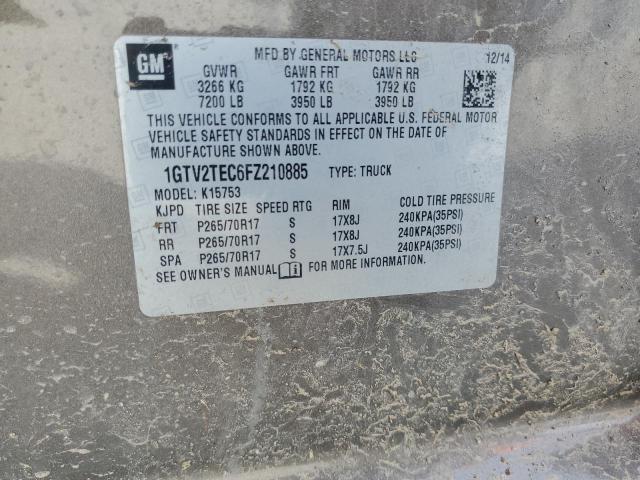 GM
MFD BY GENERAL MOTORS LLC 12/14
GVWR GAWR FRT GAWR RR
3266 KG 1792 KG 1792 KG
7200 LB 3950 LB 3950 LB
THIS VEHICLE CONFORMS TO ALL APPLICABLE U.S. FEDERAL MOTOR
VEHICLE SAFETY STANDARDS IN EFFECT ON THE DATE OF
MANUFACTURE SHOWN ABOVE.
1GTV2TEC6FZ210885 TYPE: TRUCK
MODEL: K15753
KJPD TIRE SIZE SPEED RTG RIM COLD TIRE PRESSURE
FRT P265/70R17 S 17X8J 240KPA(35PSI)
RR P265/70R17 S 17X8J 240KPA(35PSI)
SPA P265/70R17 S 17X7.5J 240KPA(35PSI)
SEE OWNER'S MANUAL FOR MORE INFORMATION.